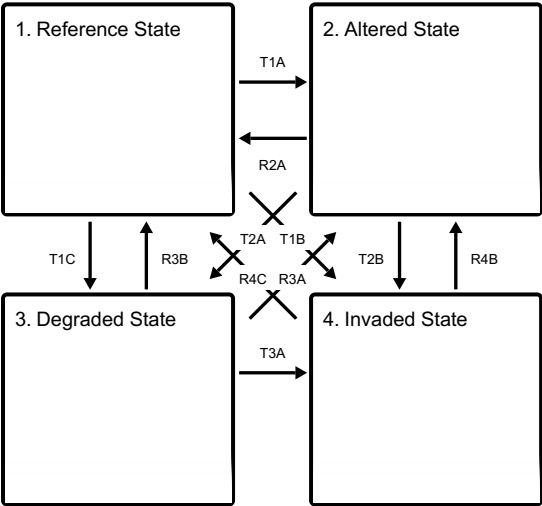 1. Reference State
2. Altered State
T1A
R2A
T2A
T1B
T1C
R3B
T2B
R4B
R4C
R3A
3. Degraded State
4. Invaded State
T3A